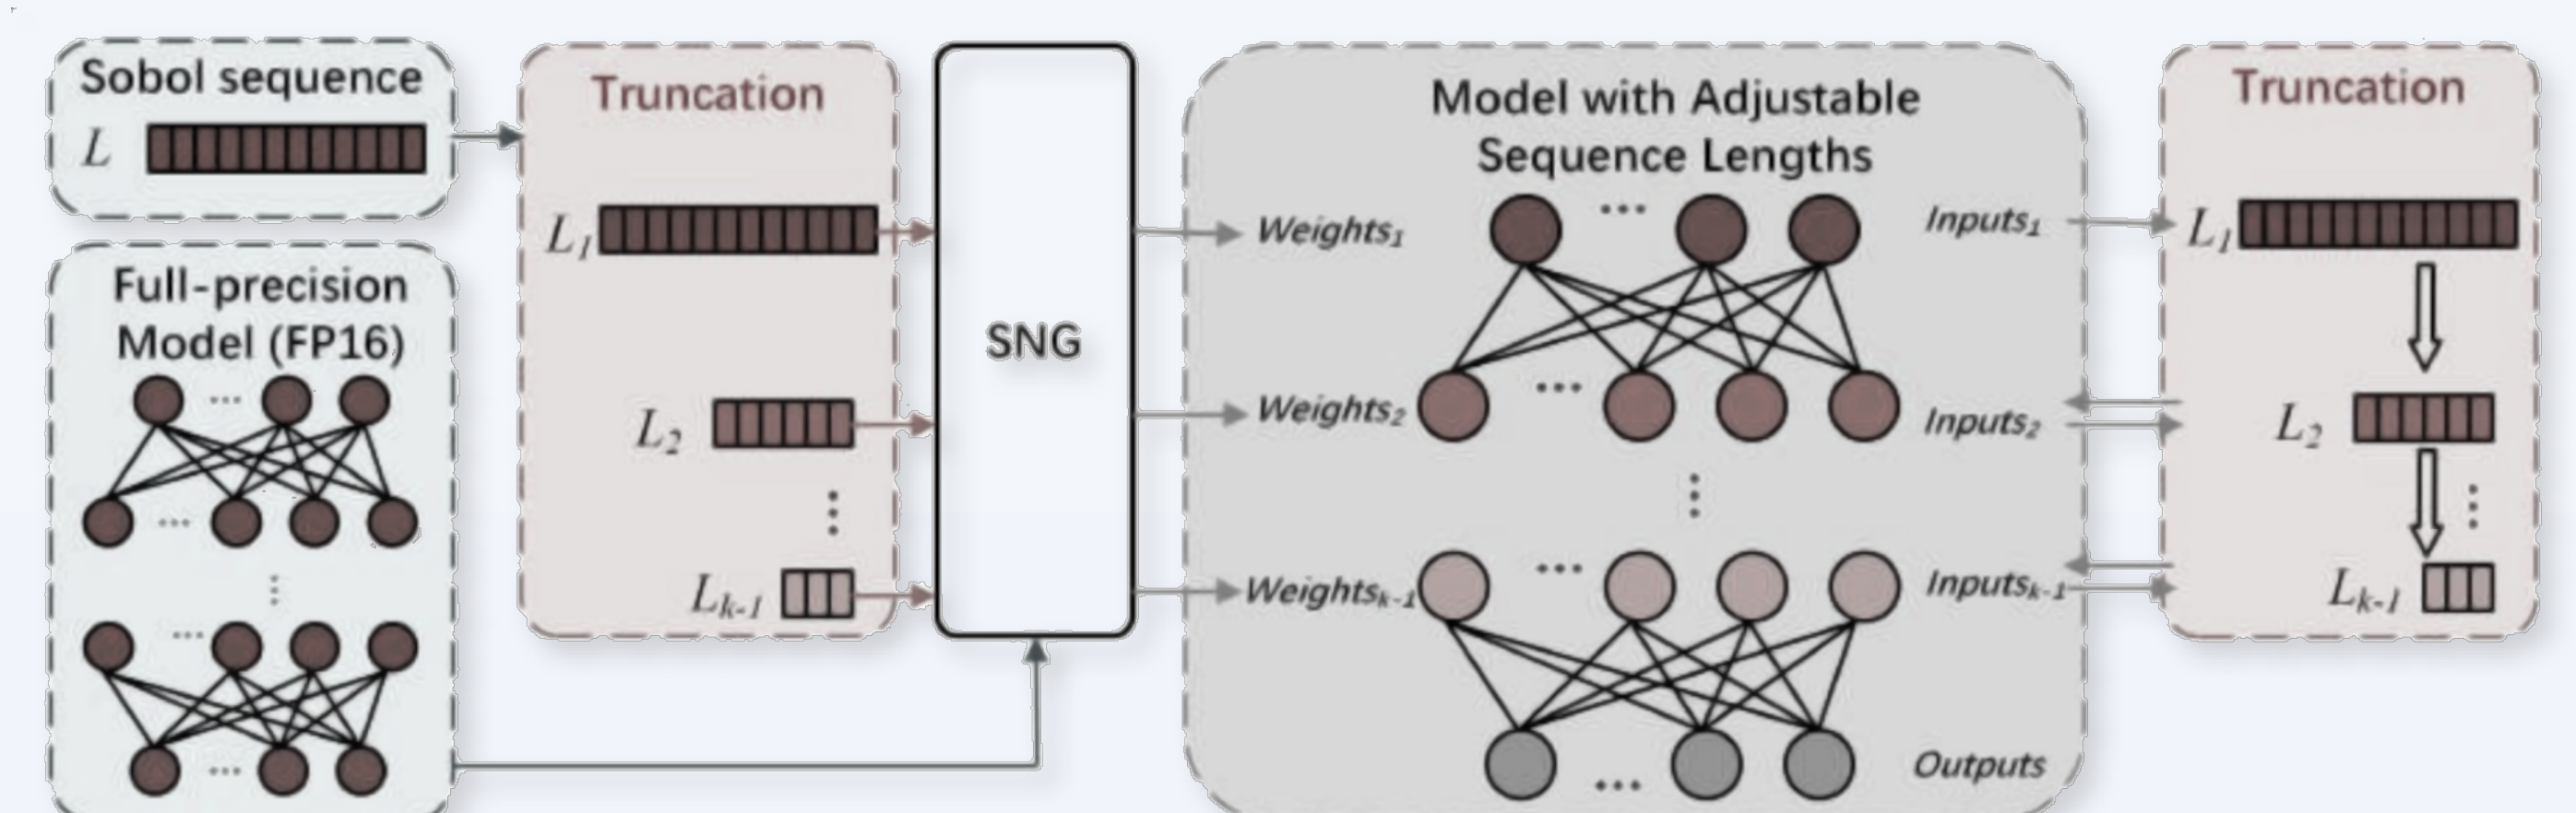 Sobol sequence
L
Full-precision
Model (FP16)
Truncation
L1
L2
Lk-1
SNG
Model with Adjustable
Sequence Lengths
Weights1
Inputs1
Weights2
Inputs2
Weightsk-1
Inputsk-1
Outputs
Truncation
L1
L2
Lk-1